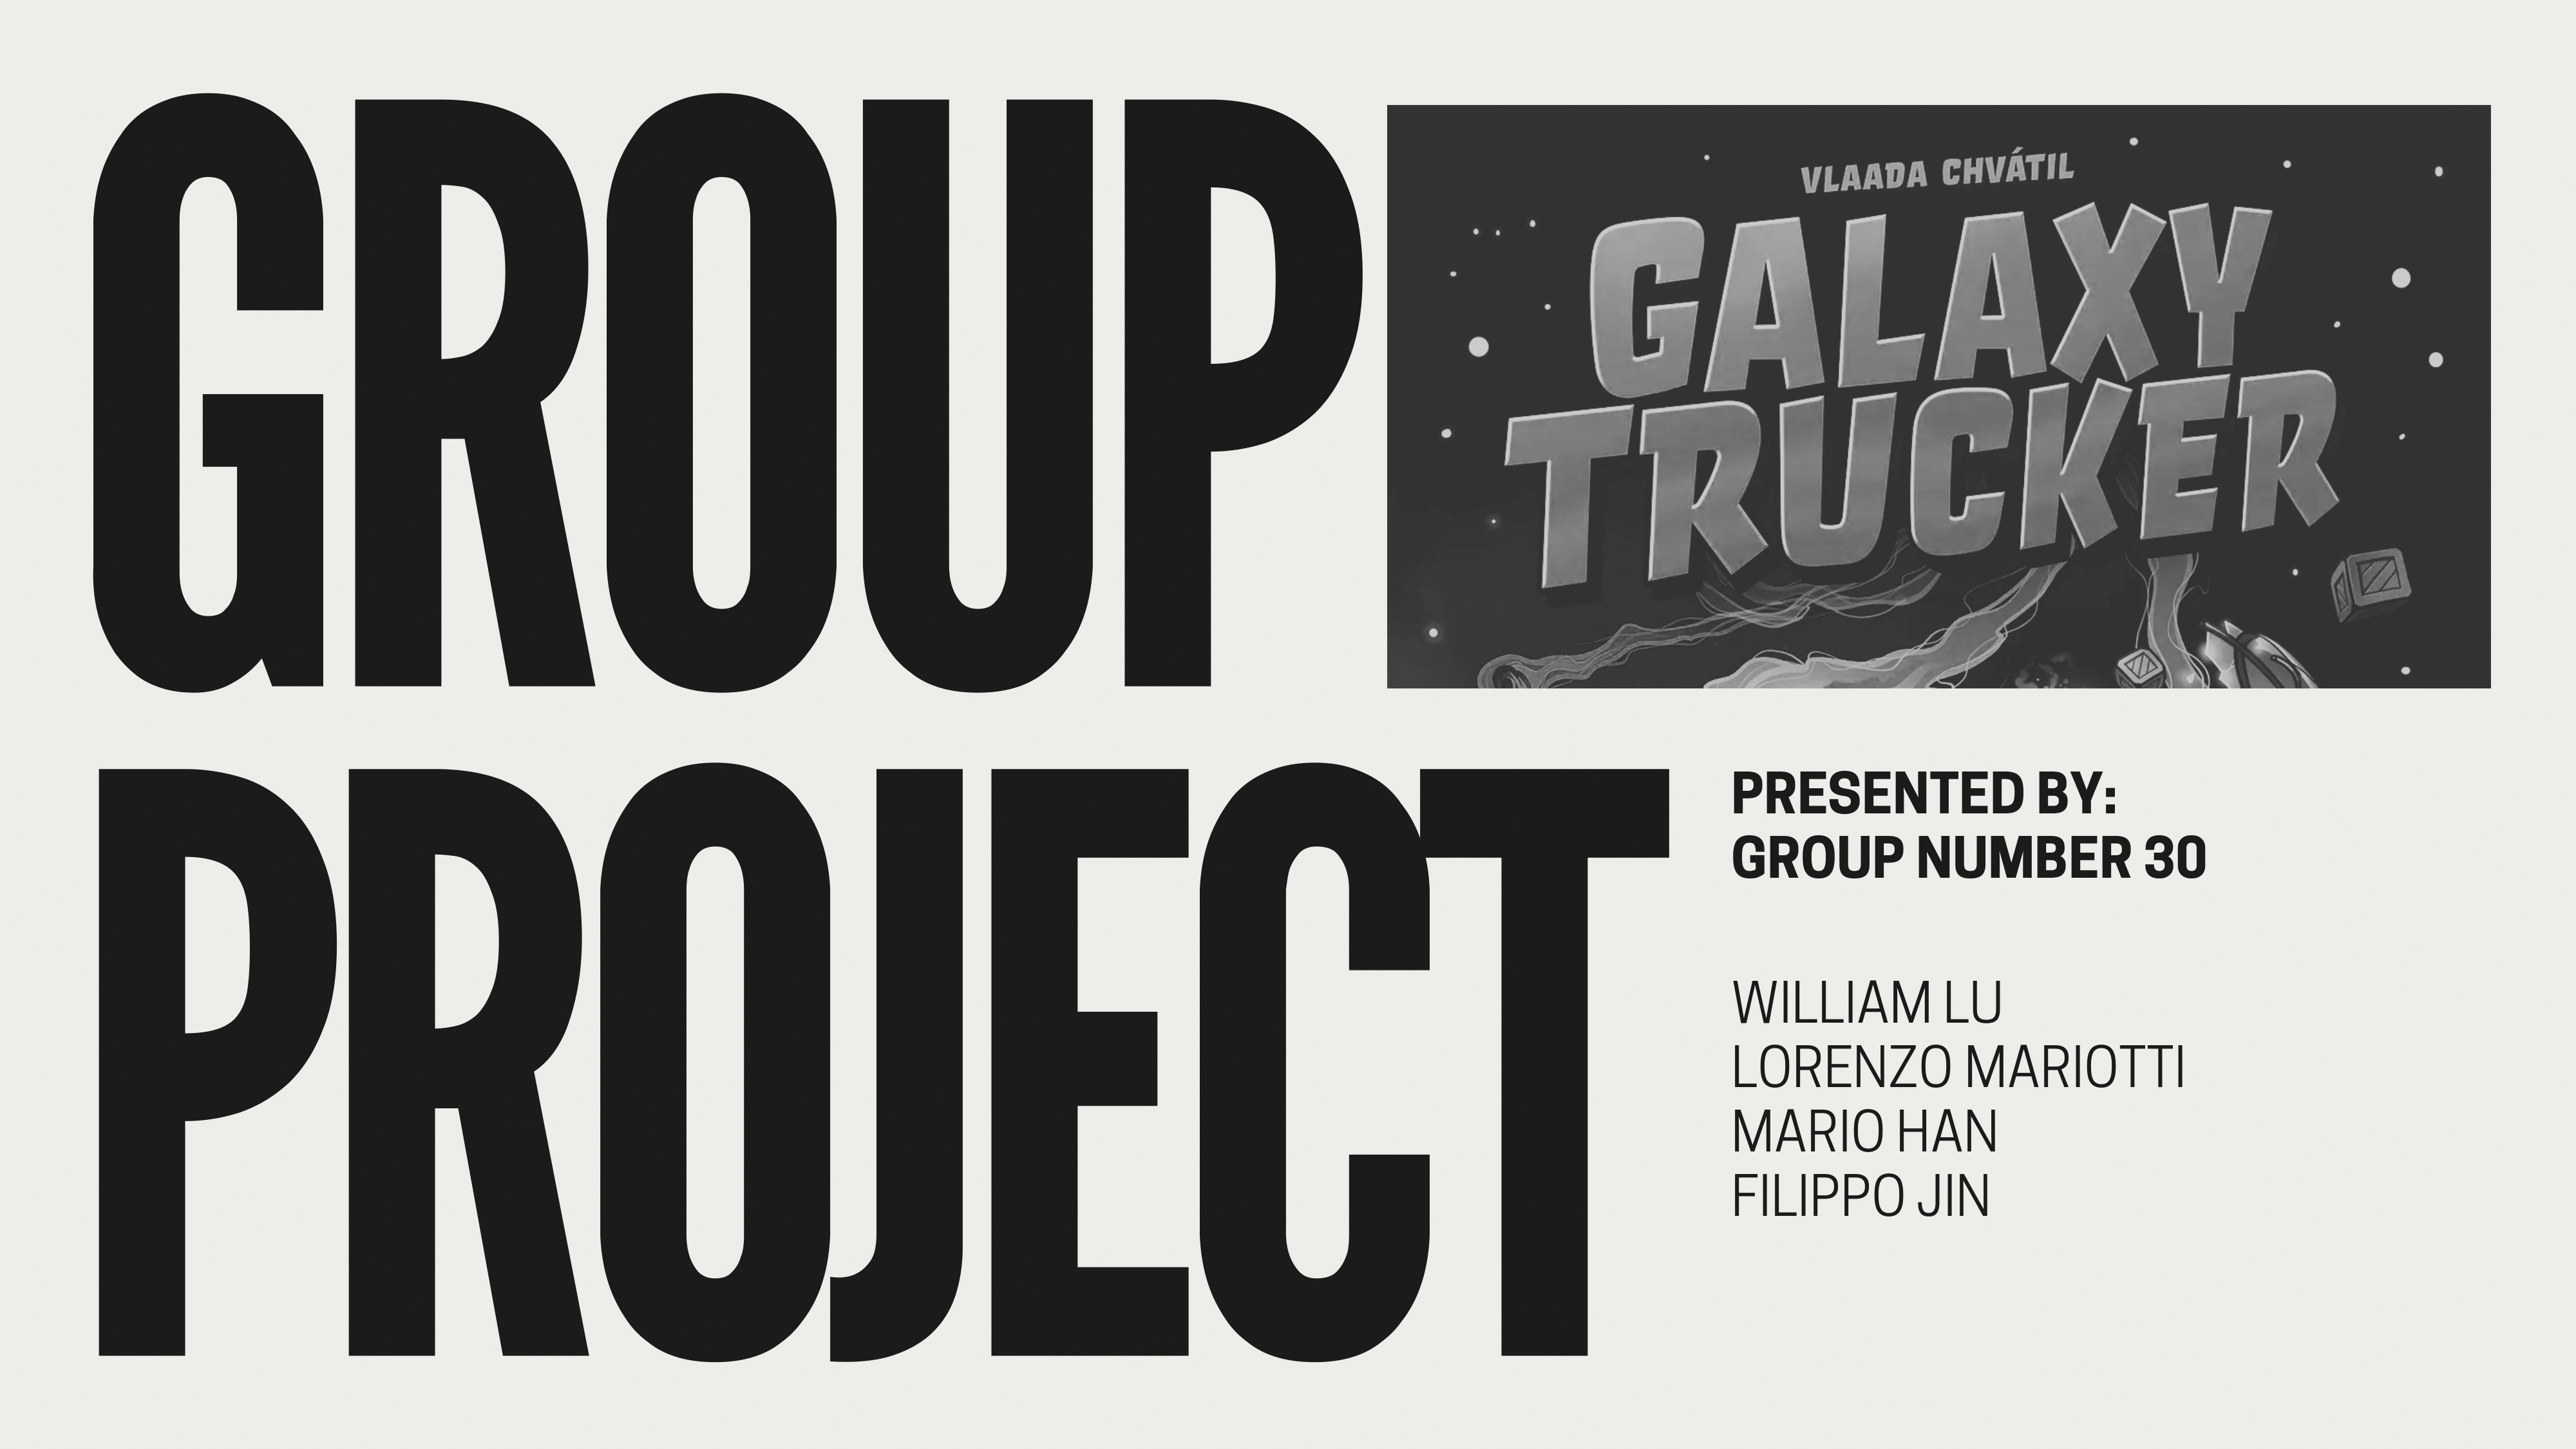 GROUP
VLAADA CHVÁTIL
GALAXY
TRUCKER
PROJECT
PRESENTED BY:
GROUP NUMBER 30
WILLIAM LU
LORENZO MARIOTTI
MARIO HAN
FILIPPO JIN